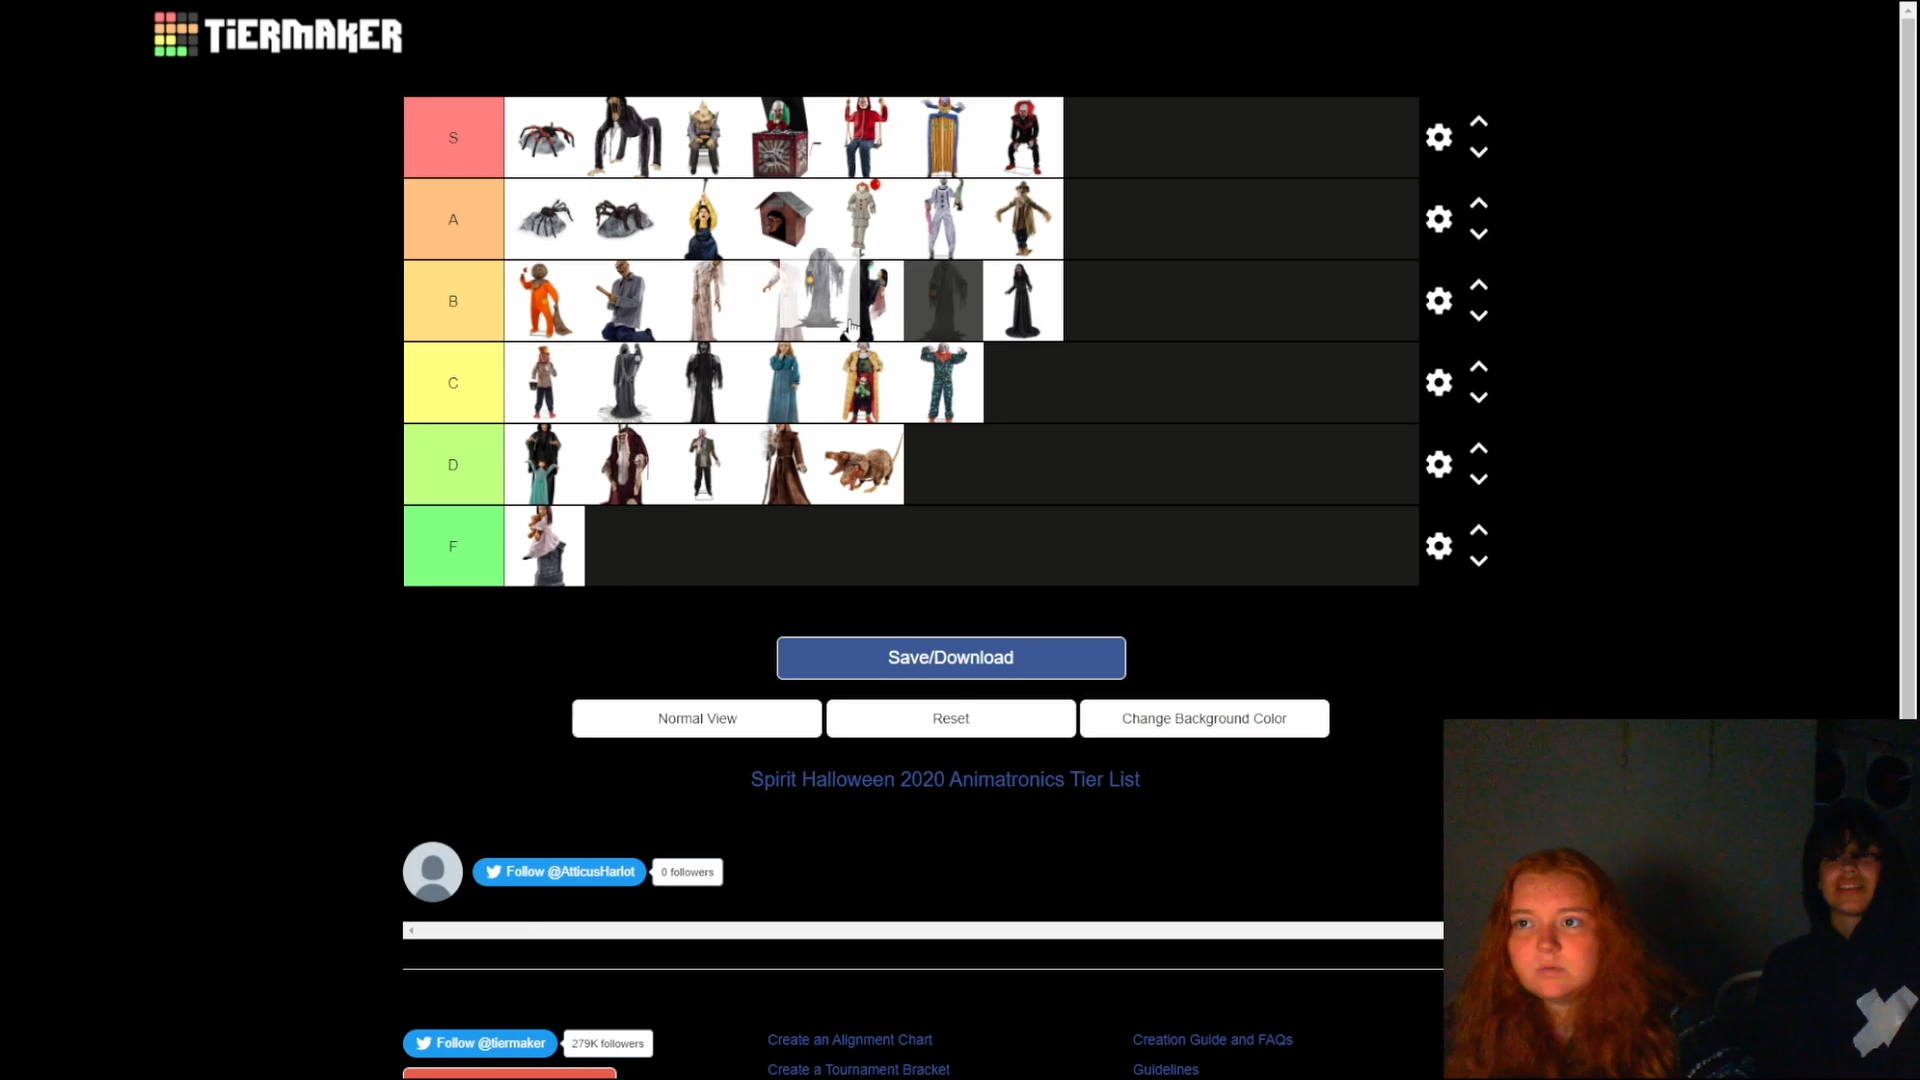 TiERMAKER
S
A
B
C
D
F
Save/Download
Normal View Reset Change Background Color
Spirit Halloween 2020 Animatronics Tier List
Follow @AtticusHarlot 0 followers
Follow @tiermaker 279K followers
Create an Alignment Chart Creation Guide and FAQs
Create a Tournament Bracket Guidelines